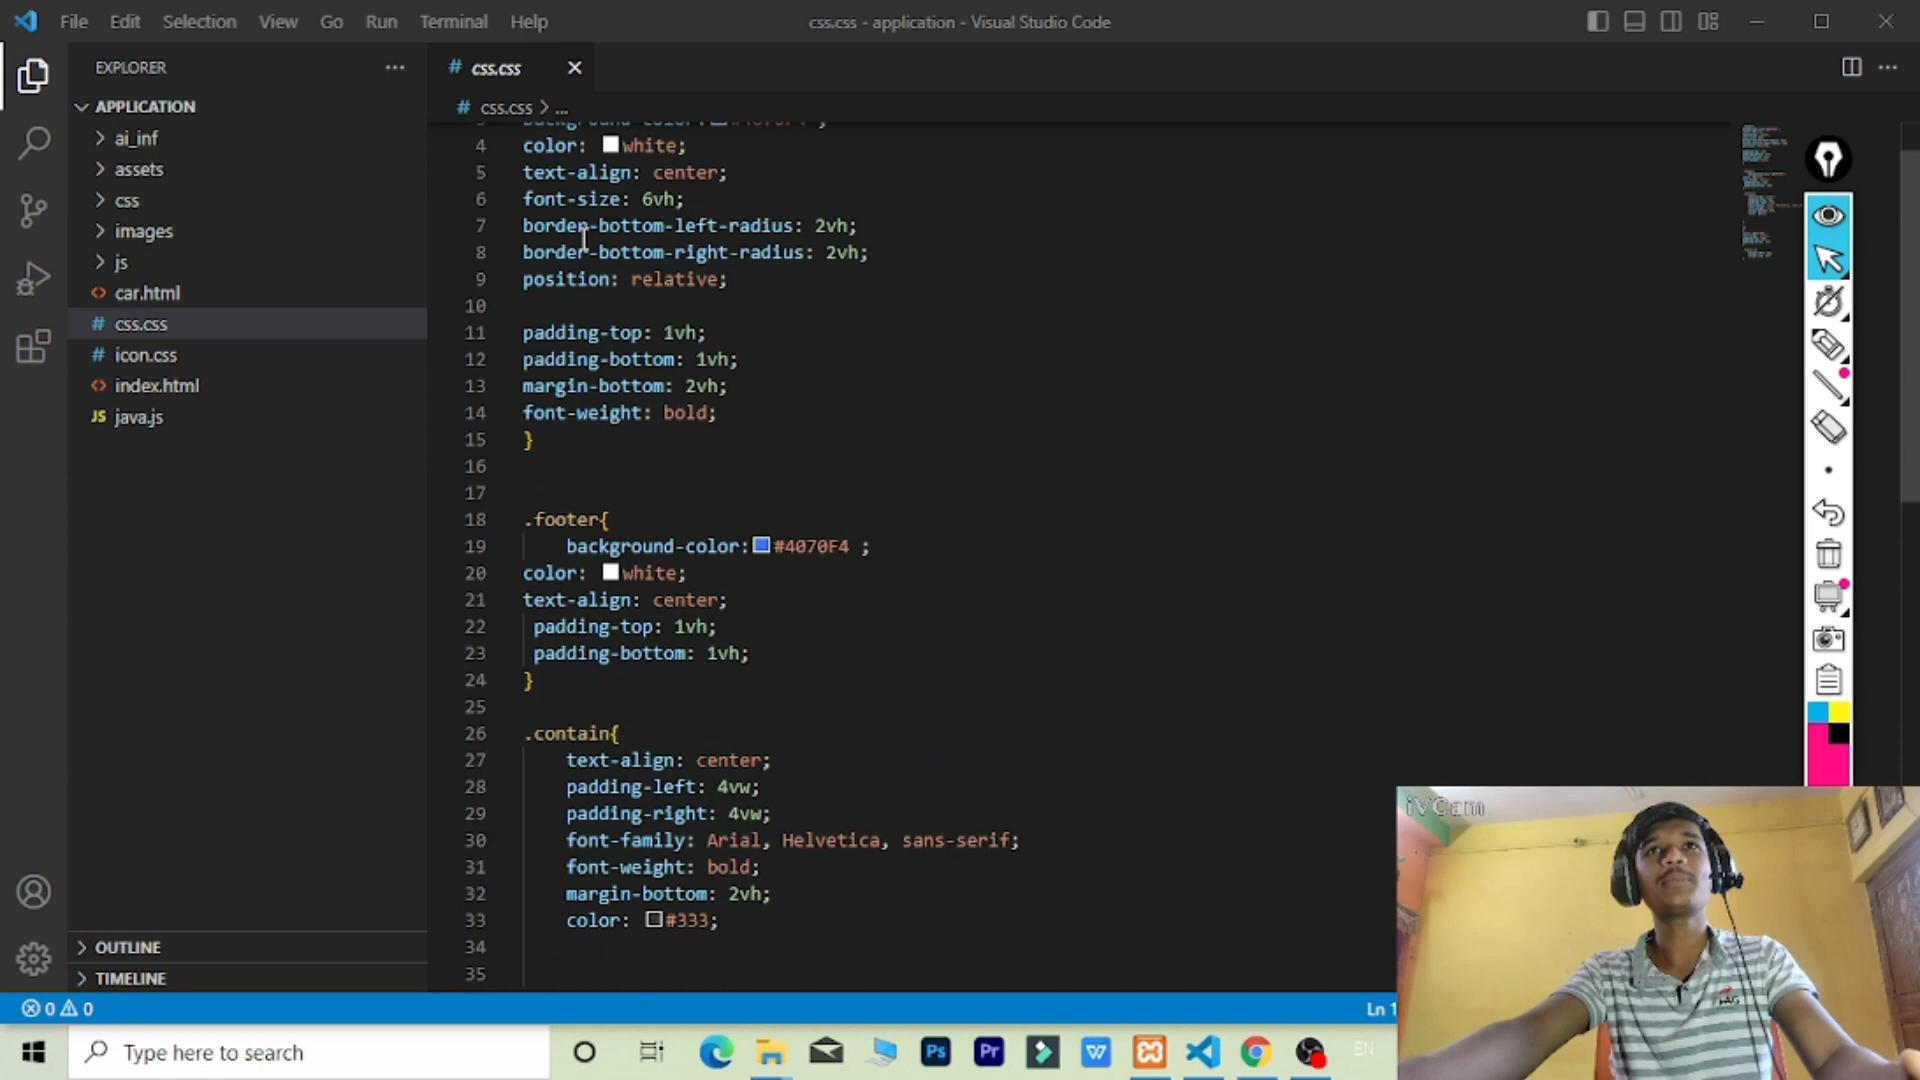 File Edit Selection View Go Run Terminal Help
css.css - application - Visual Studio Code
EXPLORER
# css.css
APPLICATION
# css.css > ...
ai_inf
assets
css
images
js
car.html
css.css
icon.css
index.html
JS java.js
4 color: white;
5 text-align: center;
6 font-size: 6vh;
7 border-bottom-left-radius: 2vh;
8 border-bottom-right-radius: 2vh;
9 position: relative;
10
11 padding-top: 1vh;
12 padding-bottom: 1vh;
13 margin-bottom: 2vh;
14 font-weight: bold;
15 }
16
17
18 .footer{
19 background-color: #4070F4 ;
20 color: white;
21 text-align: center;
22 padding-top: 1vh;
23 padding-bottom: 1vh;
24 }
25
26 .contain{
27 text-align: center;
28 padding-left: 4vw;
29 padding-right: 4vw;
30 font-family: Arial, Helvetica, sans-serif;
31 font-weight: bold;
32 margin-bottom: 2vh;
33 color: #333;
34
35
OUTLINE
TIMELINE
0 0
Ln 1
iVCam
Type here to search
Ps
Pr
EN